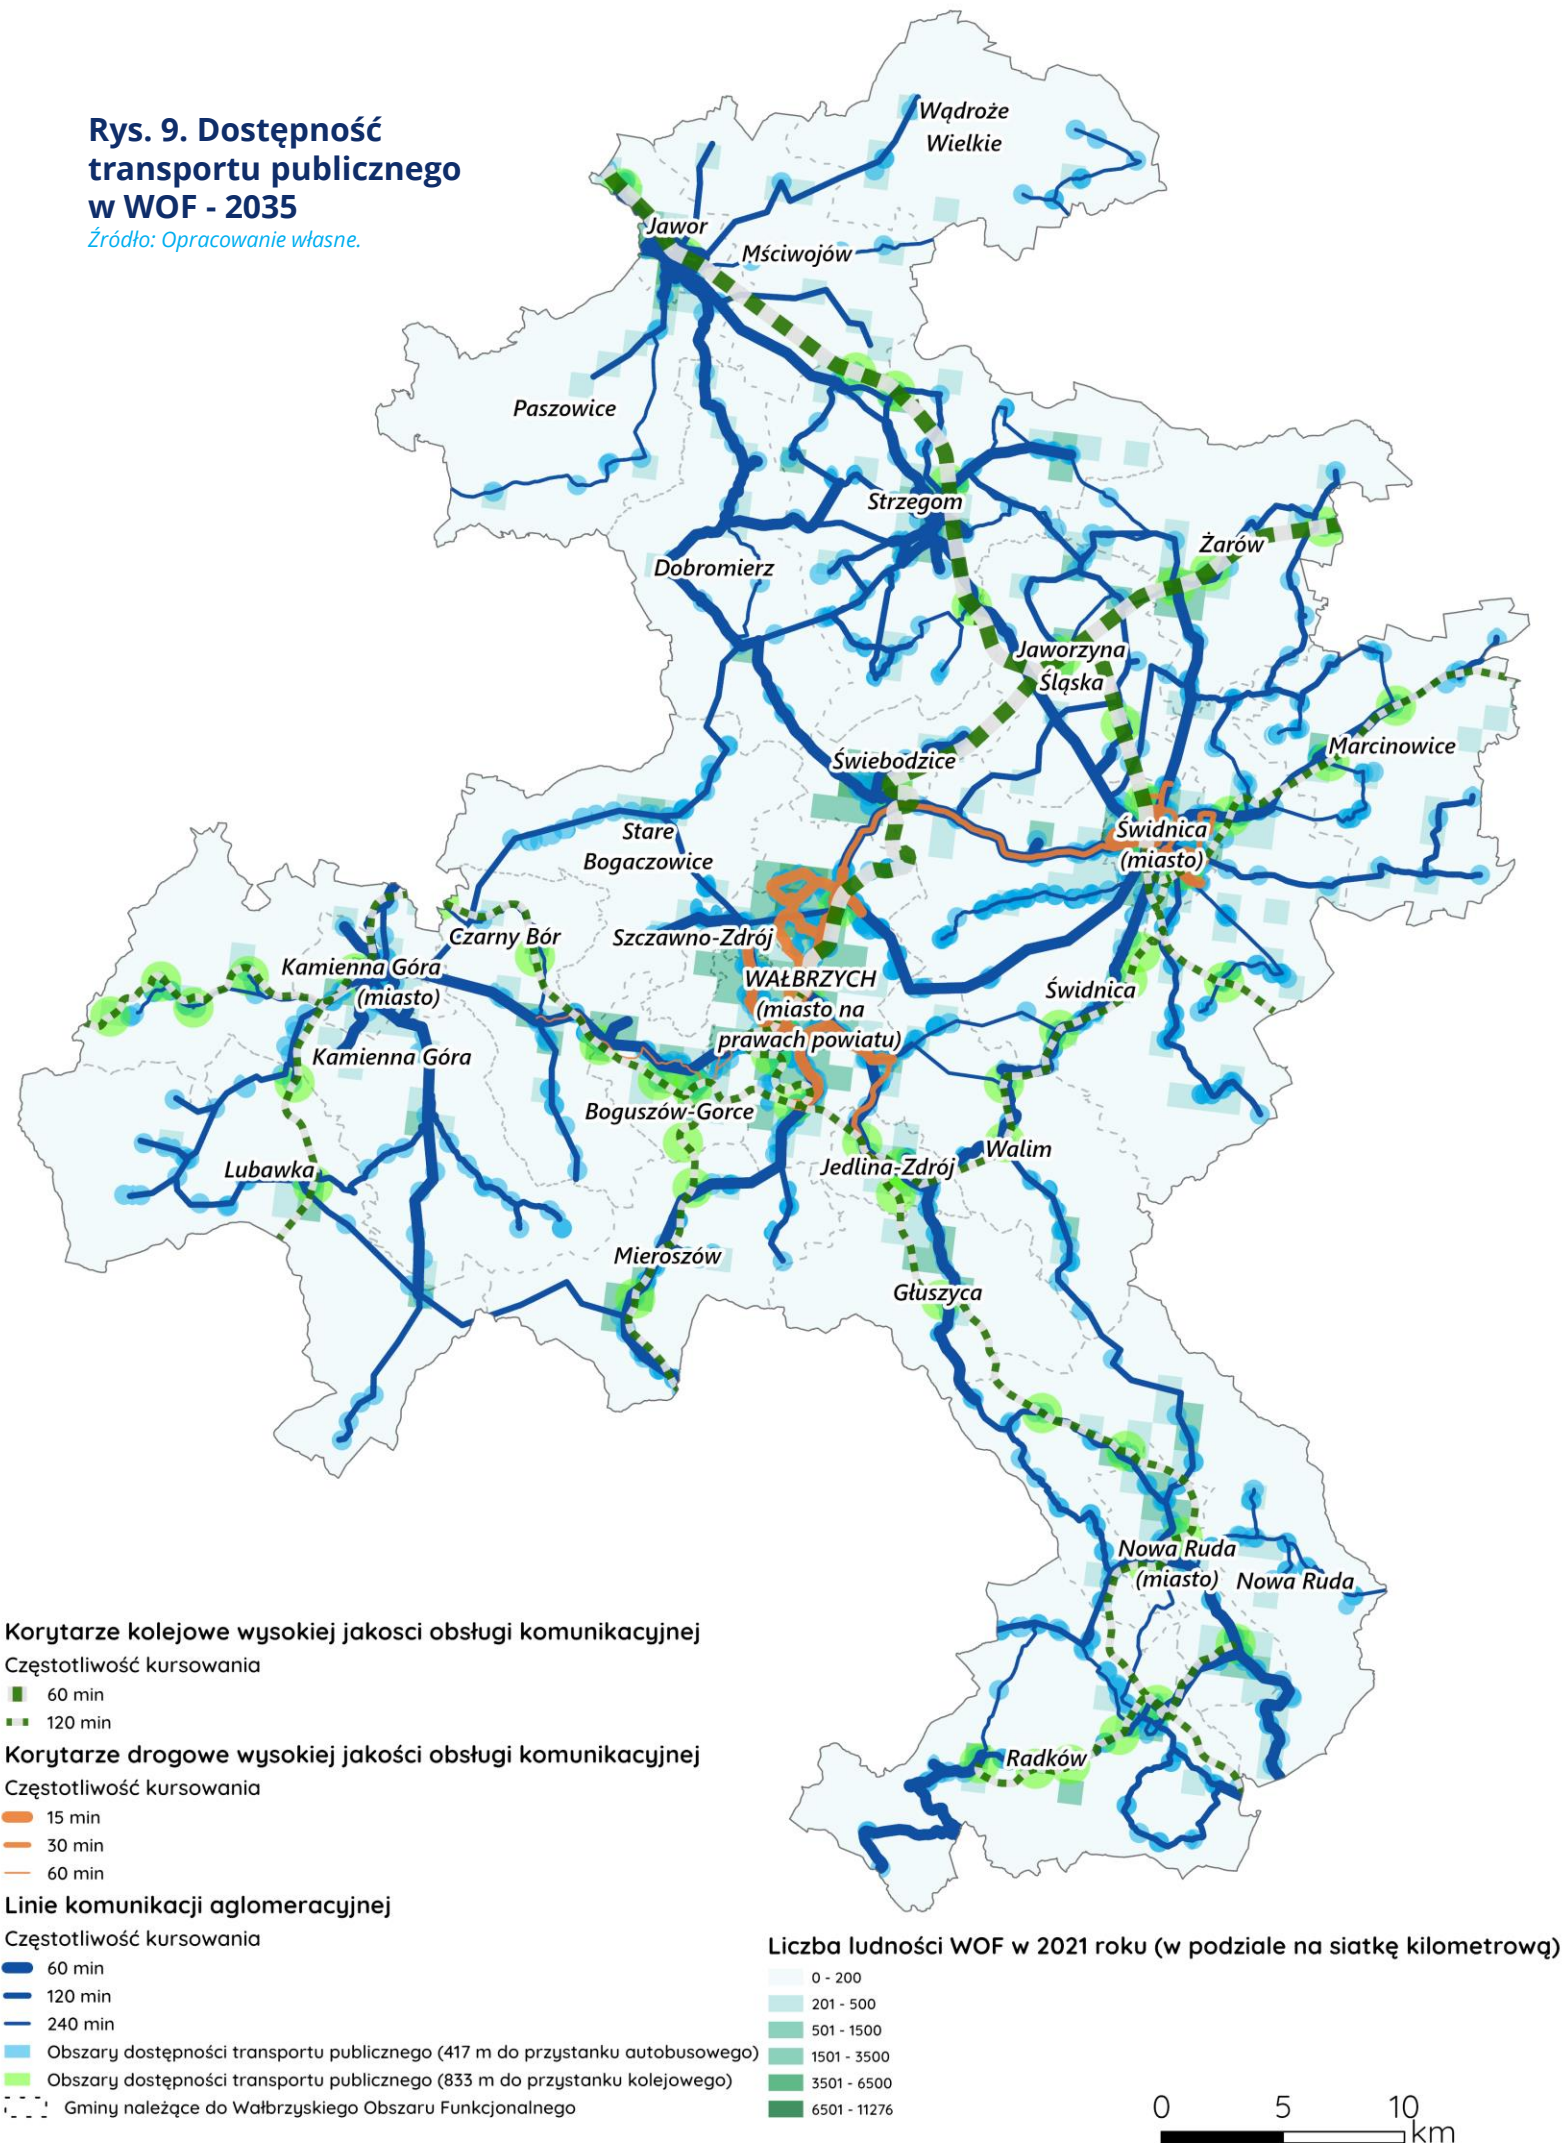 Rys. 9. Dostępność
transportu publicznego
w WOF - 2035
Źródło: Opracowanie własne.
Wądroże
Wielkie
Jawor
Mściwojów
Paszowice
Strzegom
Żarów
Dobromierz
Jaworzyna
Śląska
Marcinowice
Świebodzice
Stare
Bogaczowice
Świdnica
(miasto)
Czarny Bór
Szczawno-Zdrój
Kamienna Góra
(miasto)
WAŁBRZYCH
(miasto na
prawach powiatu)
Świdnica
Kamienna Góra
Boguszów-Gorce
Walim
Lubawka
Jedlina-Zdrój
Mieroszów
Głuszyca
Nowa Ruda
(miasto)
Nowa Ruda
Radków
Korytarze kolejowe wysokiej jakosci obsługi komunikacyjnej
Częstotliwość kursowania
60 min
120 min
Korytarze drogowe wysokiej jakości obsługi komunikacyjnej
Częstotliwość kursowania
15 min
30 min
60 min
Linie komunikacji aglomeracyjnej
Częstotliwość kursowania
60 min
120 min
240 min
Obszary dostępności transportu publicznego (417 m do przystanku autobusowego)
Obszary dostępności transportu publicznego (833 m do przystanku kolejowego)
Gminy należące do Wałbrzyskiego Obszaru Funkcjonalnego
Liczba ludności WOF w 2021 roku (w podziale na siatkę kilometrową)
0 - 200
201 - 500
501 - 1500
1501 - 3500
3501 - 6500
6501 - 11276
0 5 10
km